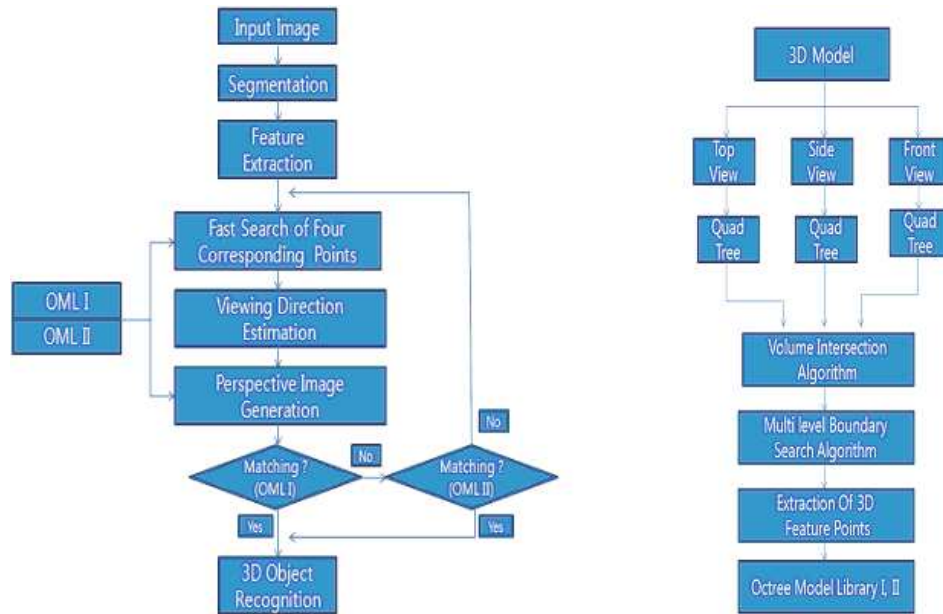 Input Image
Segmentation
Feature
Extraction
Fast Search of Four
Corresponding Points
OML I
OML II
Viewing Direction
Estimation
Perspective Image
Generation
No
Matching ?
(OML I)
No
Matching ?
(OML II)
Yes
Yes
3D Object
Recognition
3D Model
Top
View
Side
View
Front
View
Quad
Tree
Quad
Tree
Quad
Tree
Volume Intersection
Algorithm
Multi level Boundary
Search Algorithm
Extraction Of 3D
Feature Points
Octree Model Library I, II